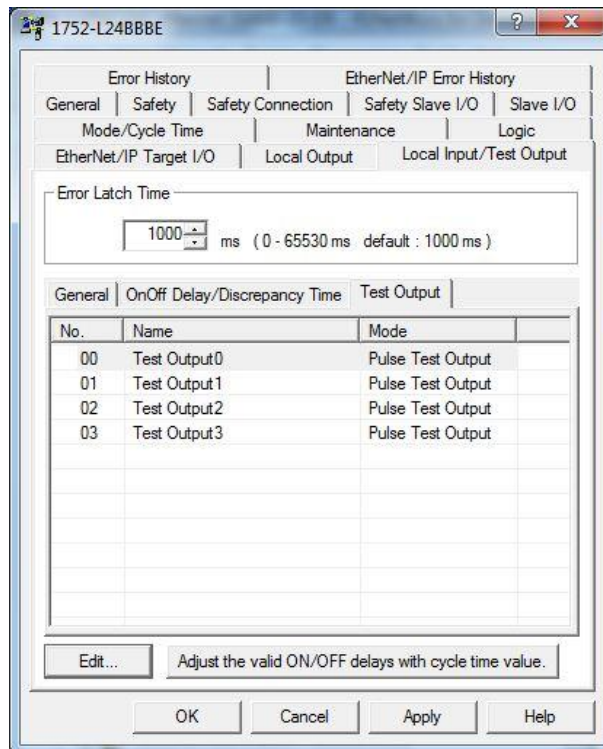 1752-L24BBBE
Error History EtherNet/IP Error History
General Safety Safety Connection Safety Slave I/O Slave I/O
Mode/Cycle Time Maintenance Logic
EtherNet/IP Target I/O Local Output Local Input/Test Output
Error Latch Time
1000 ms ( 0 - 65530 ms default : 1000 ms )
General OnOff Delay/Discrepancy Time Test Output
No. Name Mode
00 Test Output0 Pulse Test Output
01 Test Output1 Pulse Test Output
02 Test Output2 Pulse Test Output
03 Test Output3 Pulse Test Output
Edit... Adjust the valid ON/OFF delays with cycle time value.
OK Cancel Apply Help